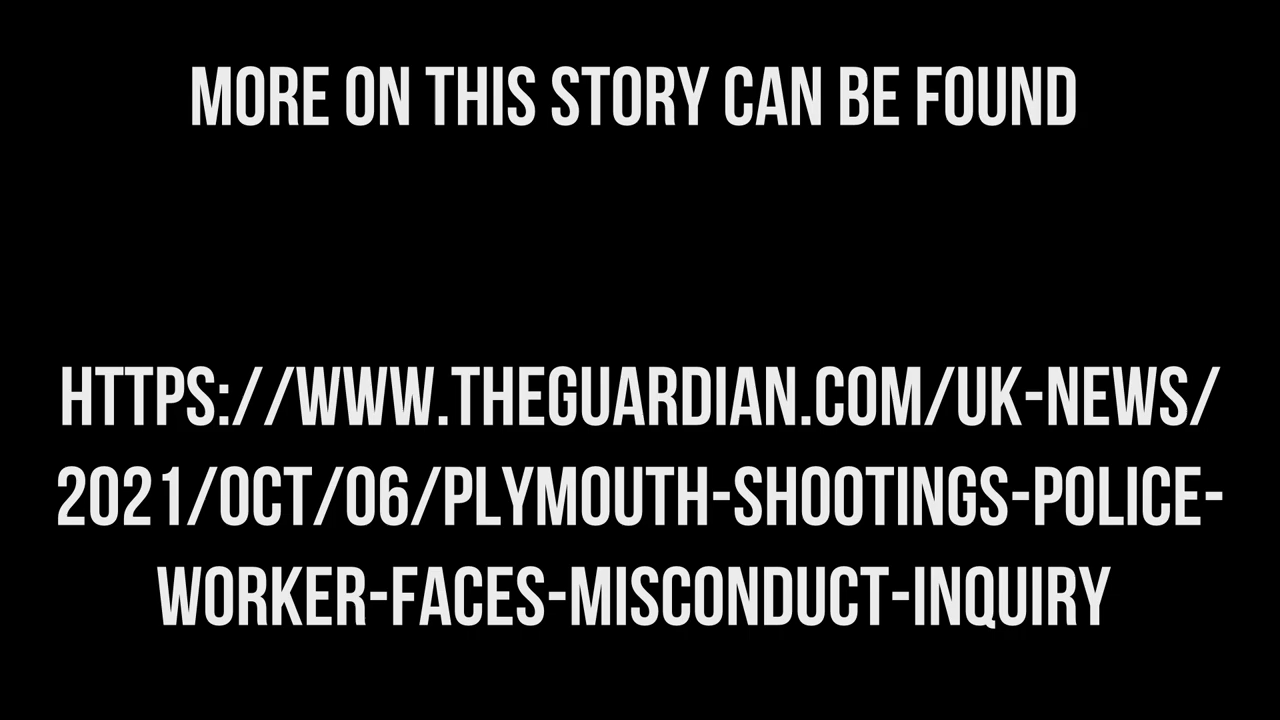 MORE ON THIS STORY CAN BE FOUND
HTTPS://WWW.THEGUARDIAN.COM/UK-NEWS/
2021/OCT/06/PLYMOUTH-SHOOTINGS-POLICE-
WORKER-FACES-MISCONDUCT-INQUIRY